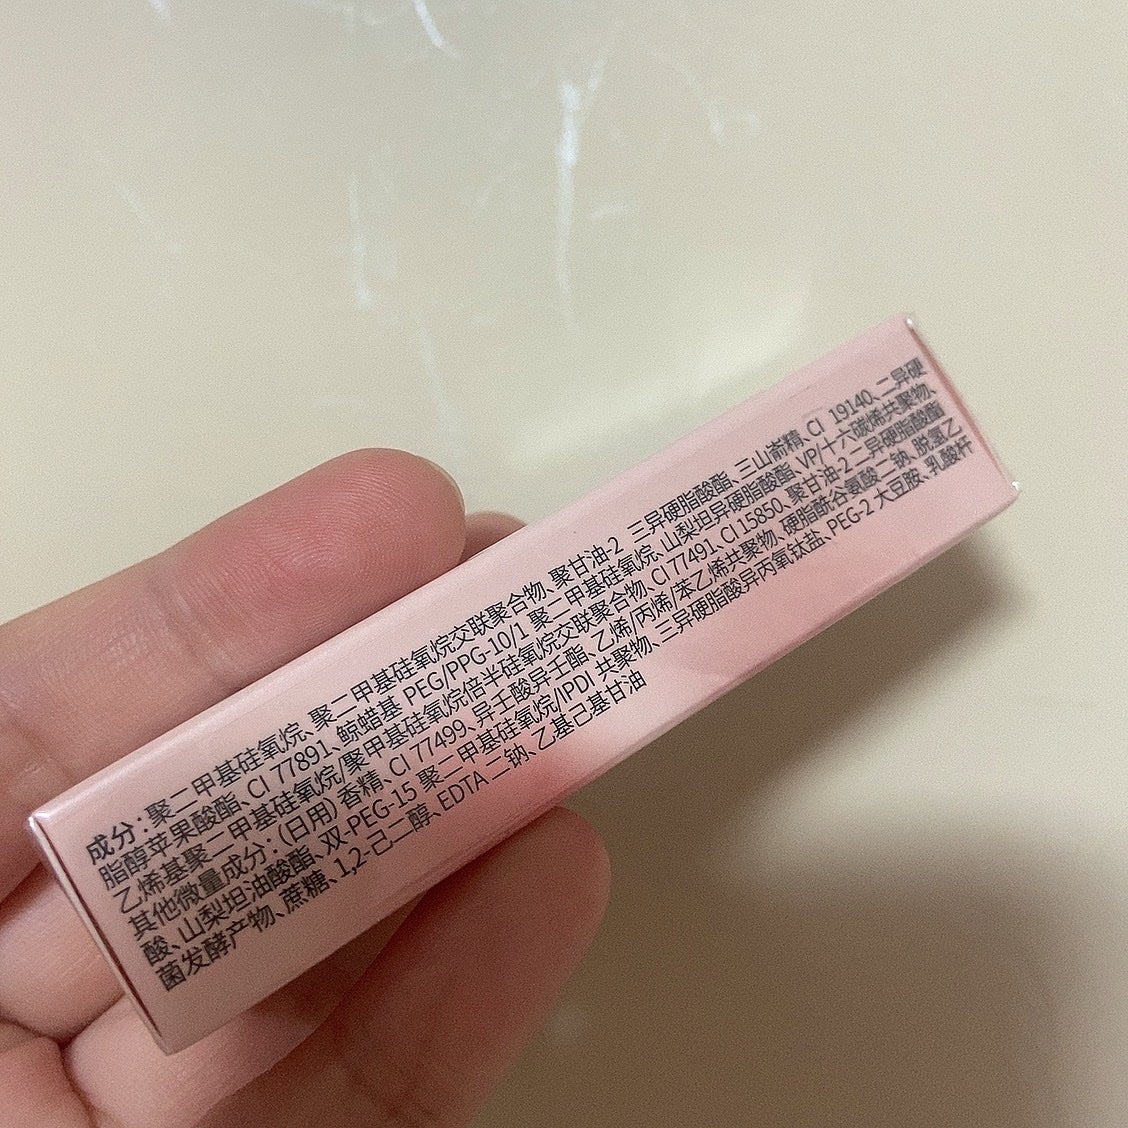 成分:聚二甲基硅氧烷、聚二甲基硅氧烷交联聚合物、聚甘油-2 三异硬脂酸酯、三山嵛精、CI 19140、二异硬
脂醇苹果酸酯、CI 77891、鲸蜡基 PEG/PPG-10/1 聚二甲基硅氧烷、山梨坦异硬脂酸酯、VP/十六碳烯共聚物、
乙烯基聚二甲基硅氧烷/聚甲基硅氧烷倍半硅氧烷交联聚合物、CI 77491、CI 15850、聚甘油-2二异硬脂酸酯
其他微量成分:(日用)香精、CI 77499、异壬酸异壬酯、乙烯/丙烯/苯乙烯共聚物、硬脂酰谷氨酸二钠、脱氢乙
酸、山梨坦油酸酯、双-PEG-15 聚二甲基硅氧烷/IPDI 共聚物、三异硬脂酸异丙氧钛盐、PEG-2 大豆胺、乳酸杆
菌发酵产物、蔗糖、1,2-己二醇、EDTA 二钠、乙基己基甘油